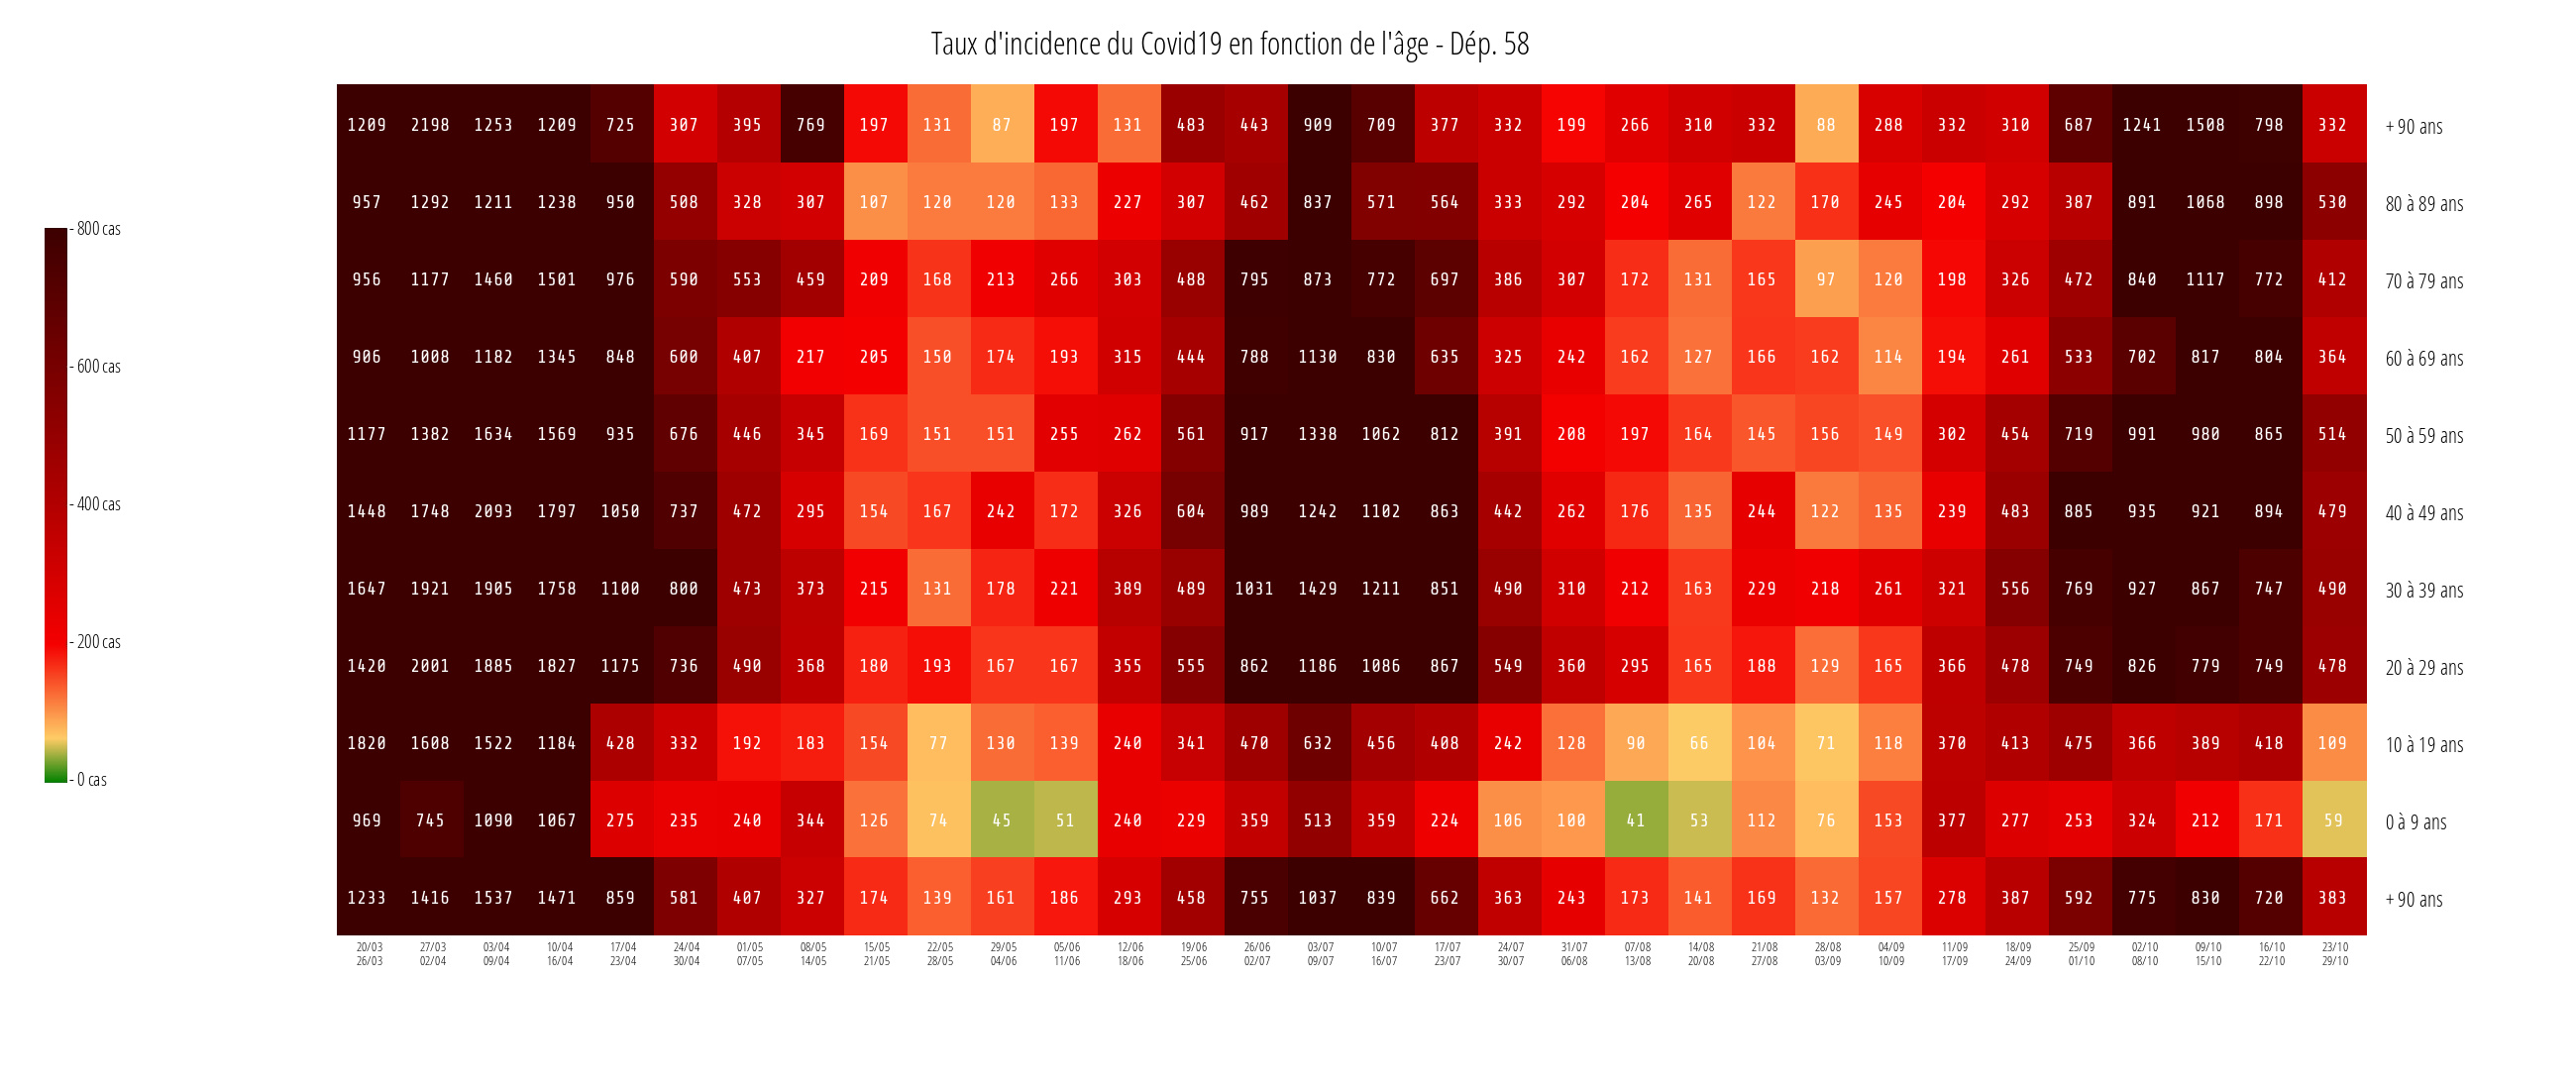 Taux d'incidence du Covid19 en fonction de l'âge - Dép. 58
1209 2198 1253 1209 725 307 395 769 197 131 87 197 131 483 443 909 709 377 332 199 266 310 332 88 288 332 310 687 1241 1508 798 332 + 90 ans
957 1292 1211 1238 950 508 328 307 107 120 120 133 227 307 462 837 571 564 333 292 204 265 122 170 245 204 292 387 891 1068 898 530 80 à 89 ans
- 800 cas
956 1177 1460 1501 976 590 553 459 209 168 213 266 303 488 795 873 772 697 386 307 172 131 165 97 120 198 326 472 840 1117 772 412 70 à 79 ans
906 1008 1182 1345 848 600 407 217 205 150 174 193 315 444 788 1130 830 635 325 242 162 127 166 162 114 194 261 533 702 817 804 364 60 à 69 ans
- 600 cas
1177 1382 1634 1569 935 676 446 345 169 151 151 255 262 561 917 1338 1062 812 391 208 197 164 145 156 149 302 454 719 991 980 865 514 50 à 59 ans
- 400 cas
1448 1748 2093 1797 1050 737 472 295 154 167 242 172 326 604 989 1242 1102 863 442 262 176 135 244 122 135 239 483 885 935 921 894 479 40 à 49 ans
1647 1921 1905 1758 1100 800 473 373 215 131 178 221 389 489 1031 1429 1211 851 490 310 212 163 229 218 261 321 556 769 927 867 747 490 30 à 39 ans
- 200 cas
1420 2001 1885 1827 1175 736 490 368 180 193 167 167 355 555 862 1186 1086 867 549 360 295 165 188 129 165 366 478 749 826 779 749 478 20 à 29 ans
1820 1608 1522 1184 428 332 192 183 154 77 130 139 240 341 470 632 456 408 242 128 90 66 104 71 118 370 413 475 366 389 418 109 10 à 19 ans
- 0 cas
969 745 1090 1067 275 235 240 344 126 74 45 51 240 229 359 513 359 224 106 100 41 53 112 76 153 377 277 253 324 212 171 59 0 à 9 ans
1233 1416 1537 1471 859 581 407 327 174 139 161 186 293 458 755 1037 839 662 363 243 173 141 169 132 157 278 387 592 775 830 720 383 + 90 ans
20/03 27/03 03/04 10/04 17/04 24/04 01/05 08/05 15/05 22/05 29/05 05/06 12/06 19/06 26/06 03/07 10/07 17/07 24/07 31/07 07/08 14/08 21/08 28/08 04/09 11/09 18/09 25/09 02/10 09/10 16/10 23/10
26/03 02/04 09/04 16/04 23/04 30/04 07/05 14/05 21/05 28/05 04/06 11/06 18/06 25/06 02/07 09/07 16/07 23/07 30/07 06/08 13/08 20/08 27/08 03/09 10/09 17/09 24/09 01/10 08/10 15/10 22/10 29/10